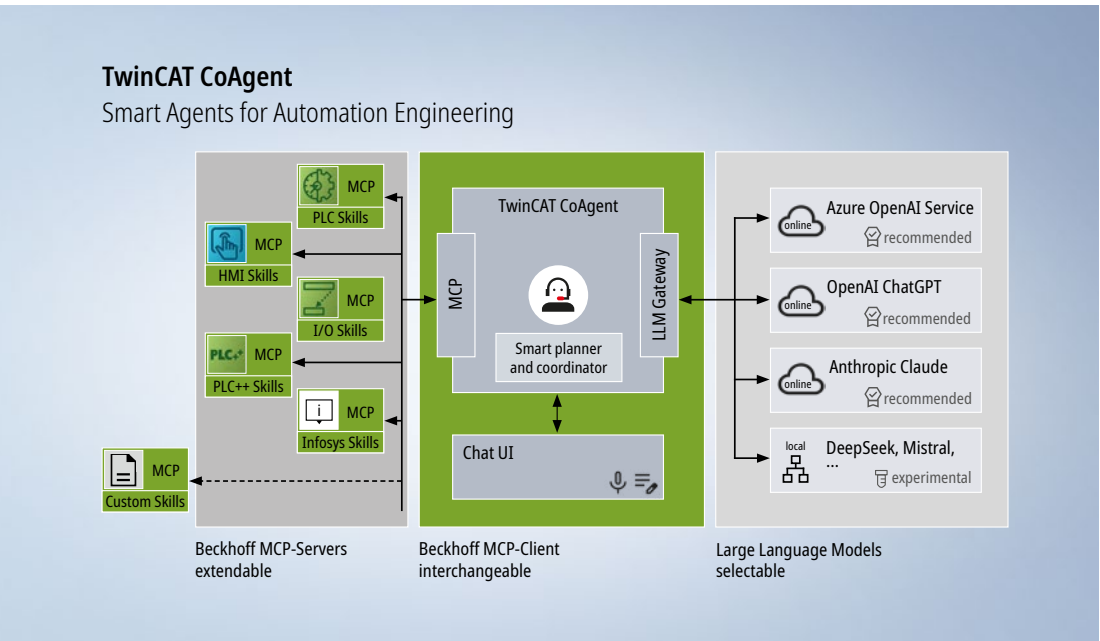 TwinCAT CoAgent
Smart Agents for Automation Engineering
MCP
PLC Skills
MCP
HMI Skills
MCP
I/O Skills
PLC++
MCP
PLC++ Skills
i
MCP
Infosys Skills
MCP
Custom Skills
Beckhoff MCP-Servers
extendable
TwinCAT CoAgent
MCP
LLM Gateway
Smart planner
and coordinator
Chat UI
Beckhoff MCP-Client
interchangeable
online
Azure OpenAI Service
recommended
online
OpenAI ChatGPT
recommended
online
Anthropic Claude
recommended
local
DeepSeek, Mistral,
...
experimental
Large Language Models
selectable